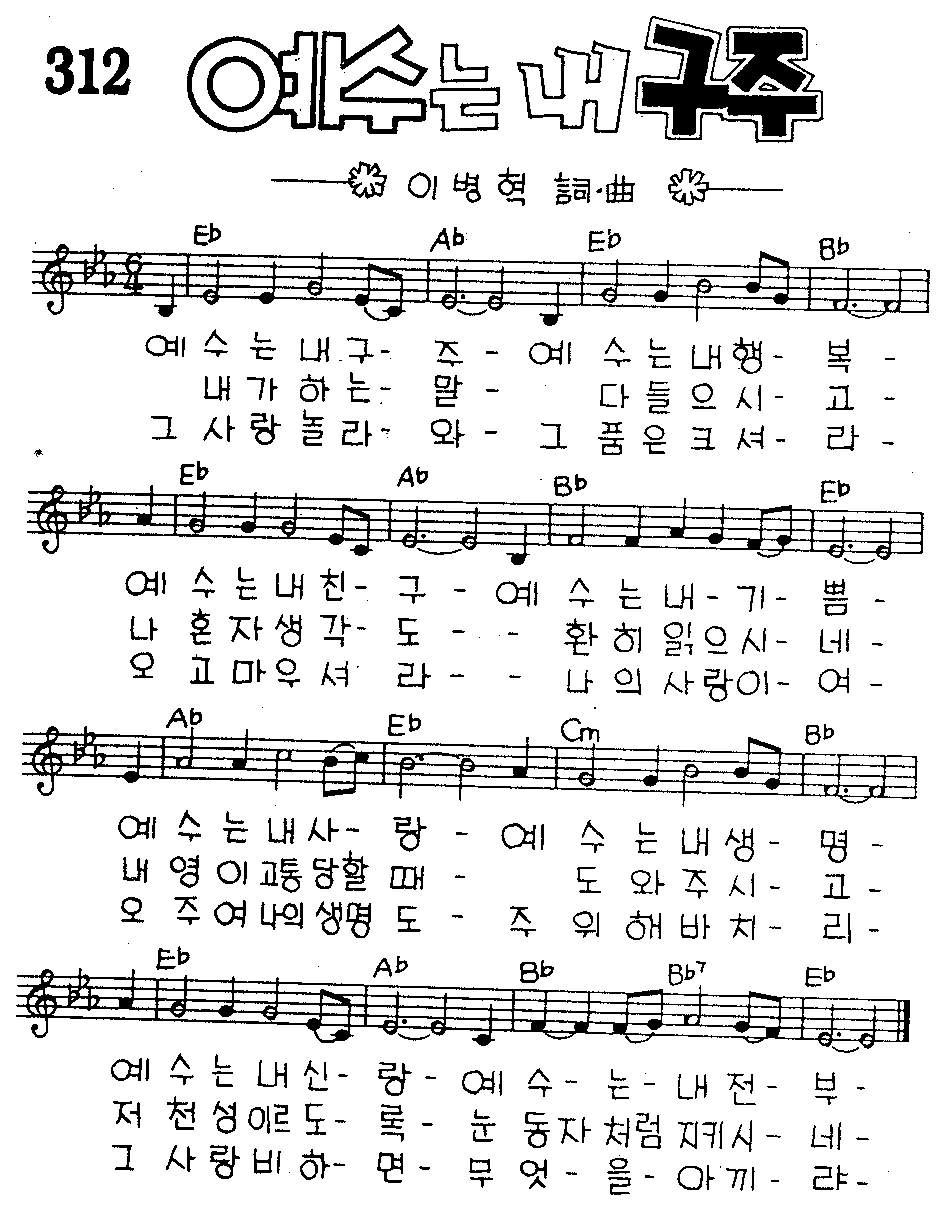 312 예수는 내 구주
이병혁 詞·曲
Eb Ab Eb Bb
6
4
예수는내구- 주- 예수는내행- 복-
내가하는- 말- 다들으시- 고-
그사랑놀라- 와- 그품은크셔- 라-
Eb Ab Bb Eb
예수는내친- 구- 예수는내-기- 쁨-
나혼자생각- 도- - 환히읽으시- 네-
오고마우셔 라- - 나의사랑이- 여-
Ab Eb Cm Bb
예수는내사- 랑- 예수는내생- 명-
내영이고통당할 때- 도와주시- 고-
오주여나의생명도- 주위해바치- 리-
Eb Ab Bb Bb7 Eb
예수는내신- 랑- 예수- 는- 내전- 부-
저천성이르도- 록- 눈동자처럼지키시- 네-
그사랑비하- 면- 무엇- 을- 아끼- 랴-